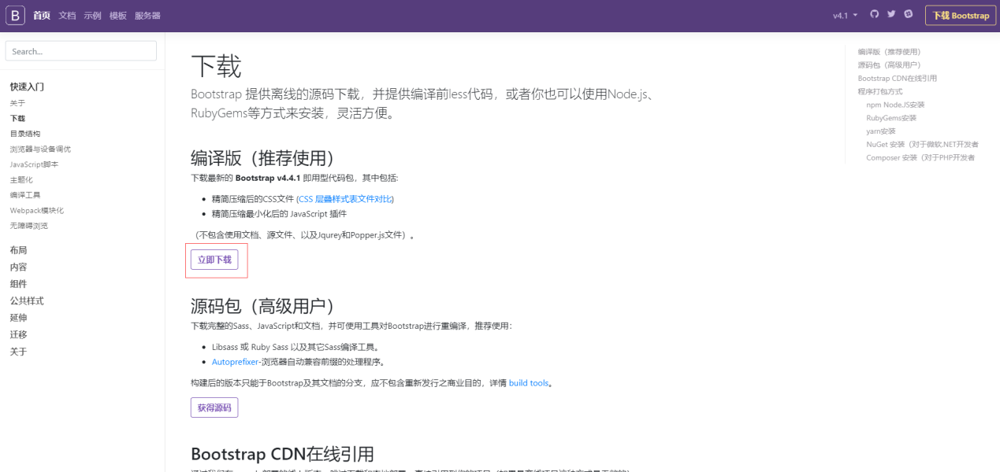 B 首页 文档 示例 模板 服务器 v4.1 下载 Bootstrap
Search...
快速入门
关于
下载
目录结构
浏览器与设备调优
JavaScript脚本
主题化
编译工具
Webpack模块化
无障碍浏览
布局
内容
组件
公共样式
延伸
迁移
关于
下载
Bootstrap 提供离线的源码下载，并提供编译前less代码，或者你也可以使用Node.js、
RubyGems等方式来安装，灵活方便。
编译版（推荐使用）
下载最新的 Bootstrap v4.4.1 即用型代码包，其中包括:
精简压缩后的CSS文件 (CSS 层叠样式表文件对比)
精简压缩最小化后的 JavaScript 插件
（不包含使用文档、源文件、以及Jqurey和Popper.js文件）。
立即下载
源码包（高级用户）
下载完整的Sass、JavaScript和文档，并可使用工具对Bootstrap进行重编译，推荐使用：
Libsass 或 Ruby Sass 以及其它Sass编译工具。
Autoprefixer-浏览器自动兼容前缀的处理程序。
构建后的版本只能于Bootstrap及其文档的分支，应不包含重新发行之商业目的，详情 build tools。
获得源码
Bootstrap CDN在线引用
编译版（推荐使用）
源码包（高级用户）
Bootstrap CDN在线引用
程序打包方式
npm Node.JS安装
RubyGems安装
yarn安装
NuGet 安装（对于微软.NET开发者
Composer 安装（对于PHP开发者